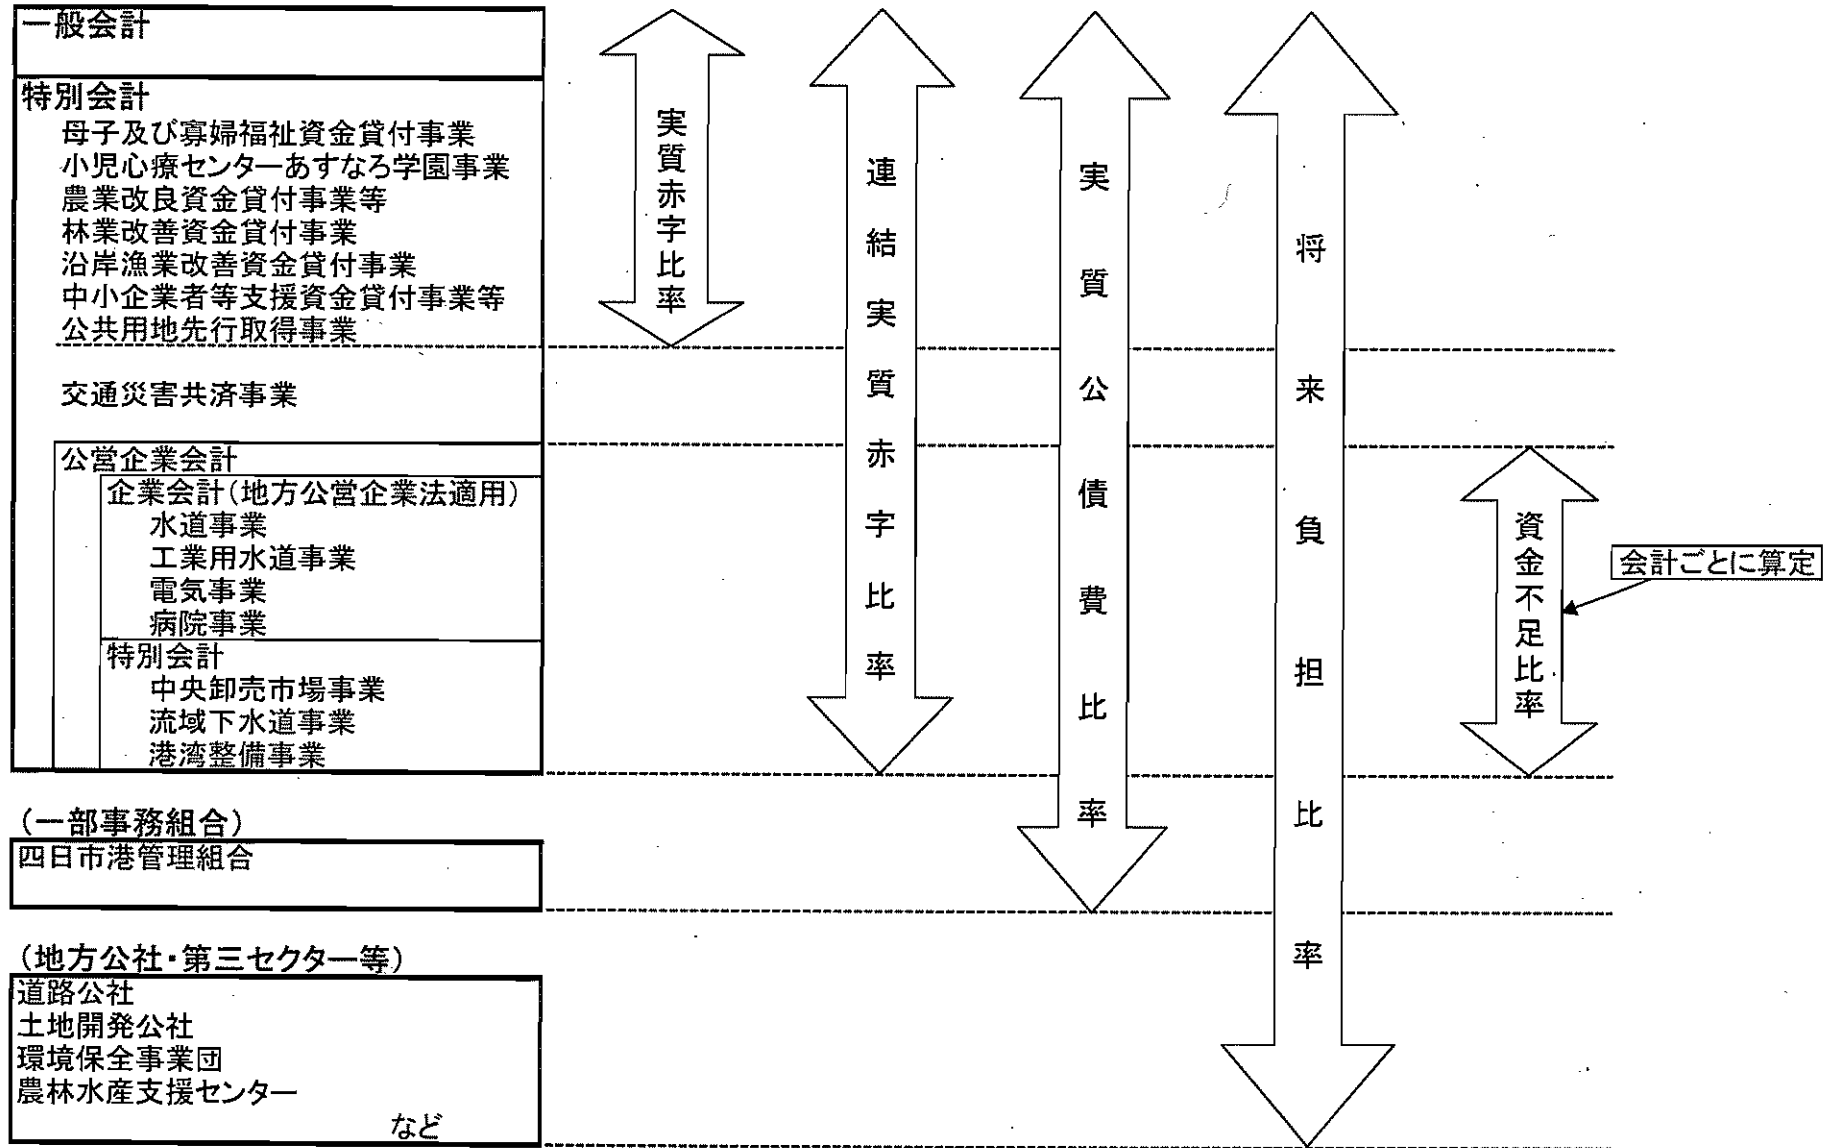 一般会計
特別会計
母子及び寡婦福祉資金貸付事業
小児心療センターあすなろ学園事業
農業改良資金貸付事業等
林業改善資金貸付事業
沿岸漁業改善資金貸付事業
中小企業者等支援資金貸付事業等
公共用地先行取得事業
交通災害共済事業
公営企業会計
企業会計(地方公営企業法適用)
水道事業
工業用水道事業
電気事業
病院事業
特別会計
中央卸売市場事業
流域下水道事業
港湾整備事業
(一部事務組合)
四日市港管理組合
(地方公社・第三セクター等)
道路公社
土地開発公社
環境保全事業団
農林水産支援センター
など
実質赤字比率
連結実質赤字比率
実質公債費比率
将来負担比率
資金不足比率
会計ごとに算定